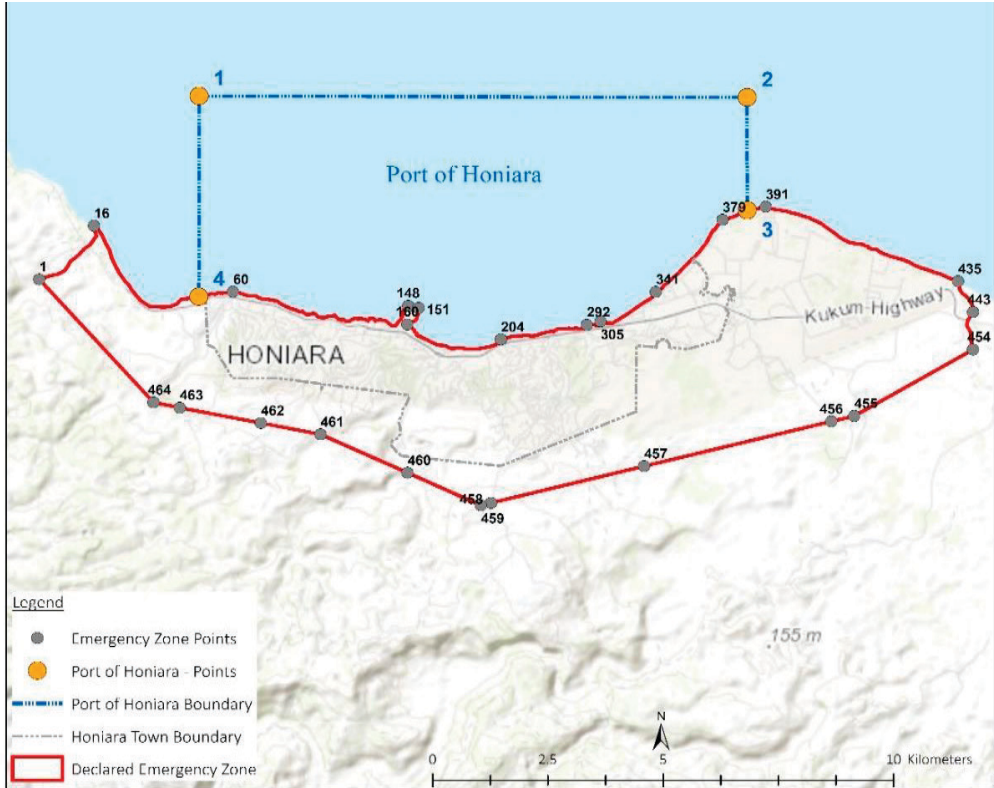 1
2
Port of Honiara
16
379
391
3
1
4
60
435
148
151
341
443
160
292
Kukum-Highway
204
305
HONIARA
454
464
463
462
461
456
455
460
457
458
459
Legend
Emergency Zone Points
155 m
Port of Honiara - Points
Port of Honiara Boundary
N
Honiara Town Boundary
0
2.5
5
10 Kilometers
Declared Emergency Zone